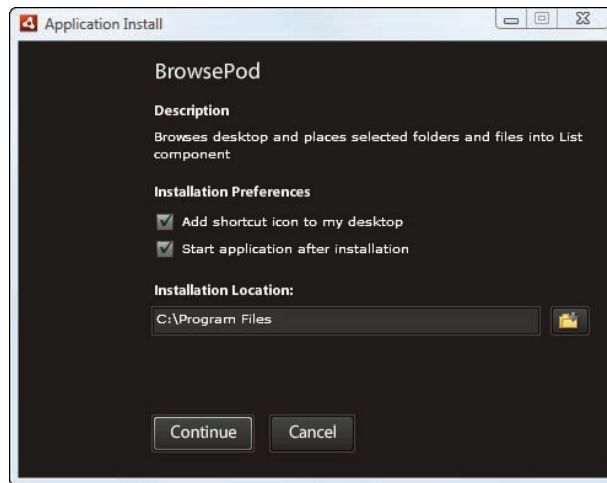 Application Install
BrowsePod
Description
Browses desktop and places selected folders and files into List
component
Installation Preferences
Add shortcut icon to my desktop
Start application after installation
Installation Location:
C:\Program Files
Continue
Cancel